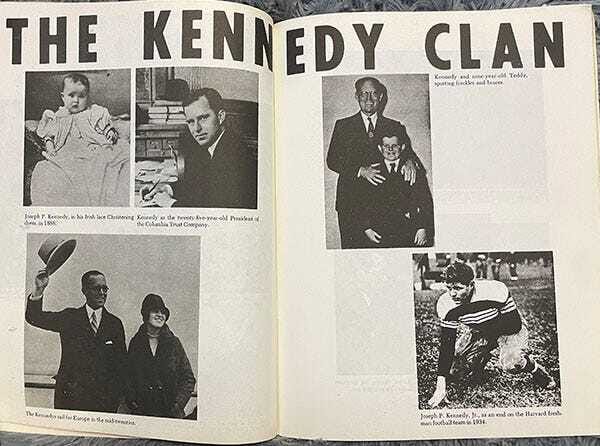 THE KENNEDY CLAN
Joseph P. Kennedy, in his Irish lace Christening
dress, in 1888.
Kennedy as the twenty-five-year-old President of
the Columbia Trust Company.
The Kennedys sail for Europe in the mid-twenties.
Kennedy and nine-year-old Teddy,
sporting freckles and braces.
Joseph P. Kennedy, Jr., as an end on the Harvard fresh-
man football team in 1934.